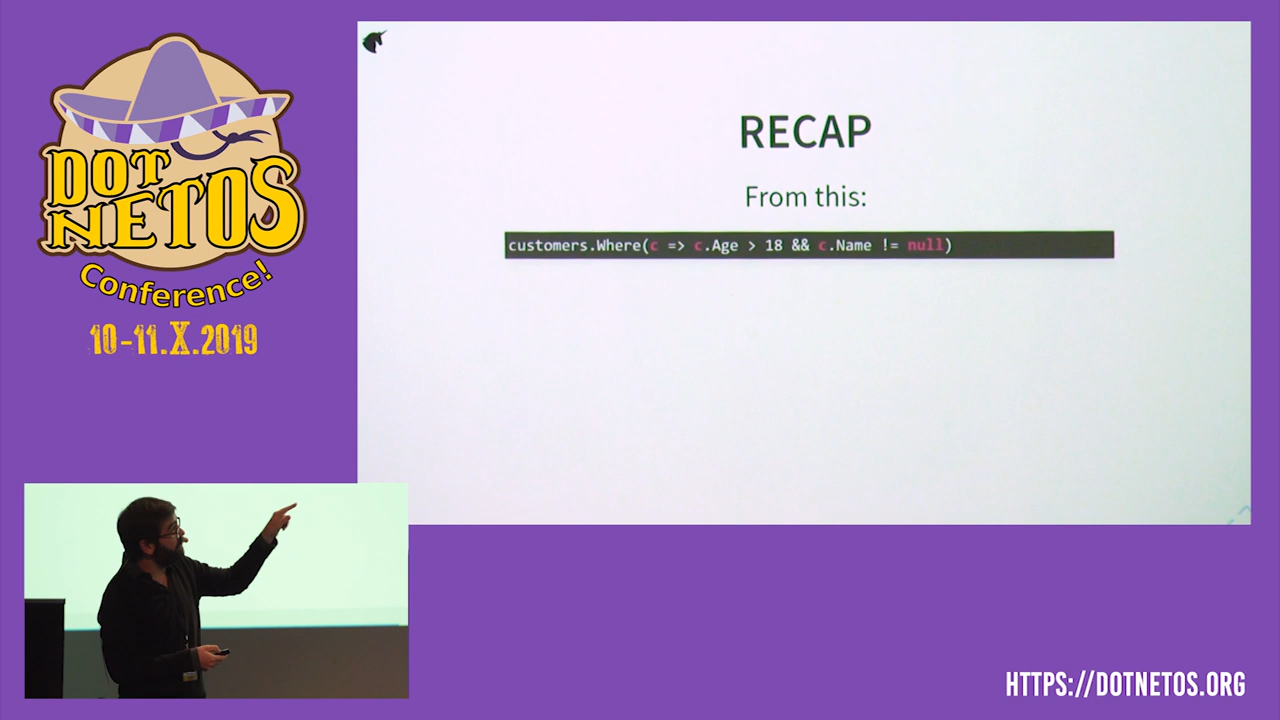 DOT
NETOS
Conference!
10-11.X.2019
RECAP
From this:
customers.Where(c => c.Age > 18 && c.Name != null)
HTTPS://DOTNETOS.ORG